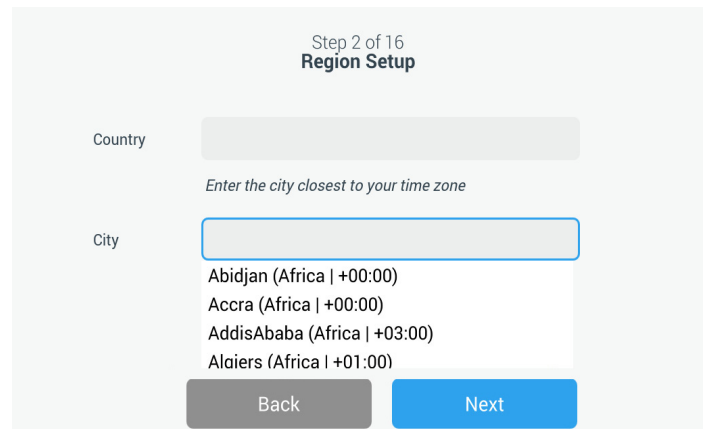 Step 2 of 16
Region Setup
Country
Enter the city closest to your time zone
City
Abidjan (Africa | +00:00)
Accra (Africa | +00:00)
AddisAbaba (Africa | +03:00)
Algiers (Africa | +01:00)
Back
Next